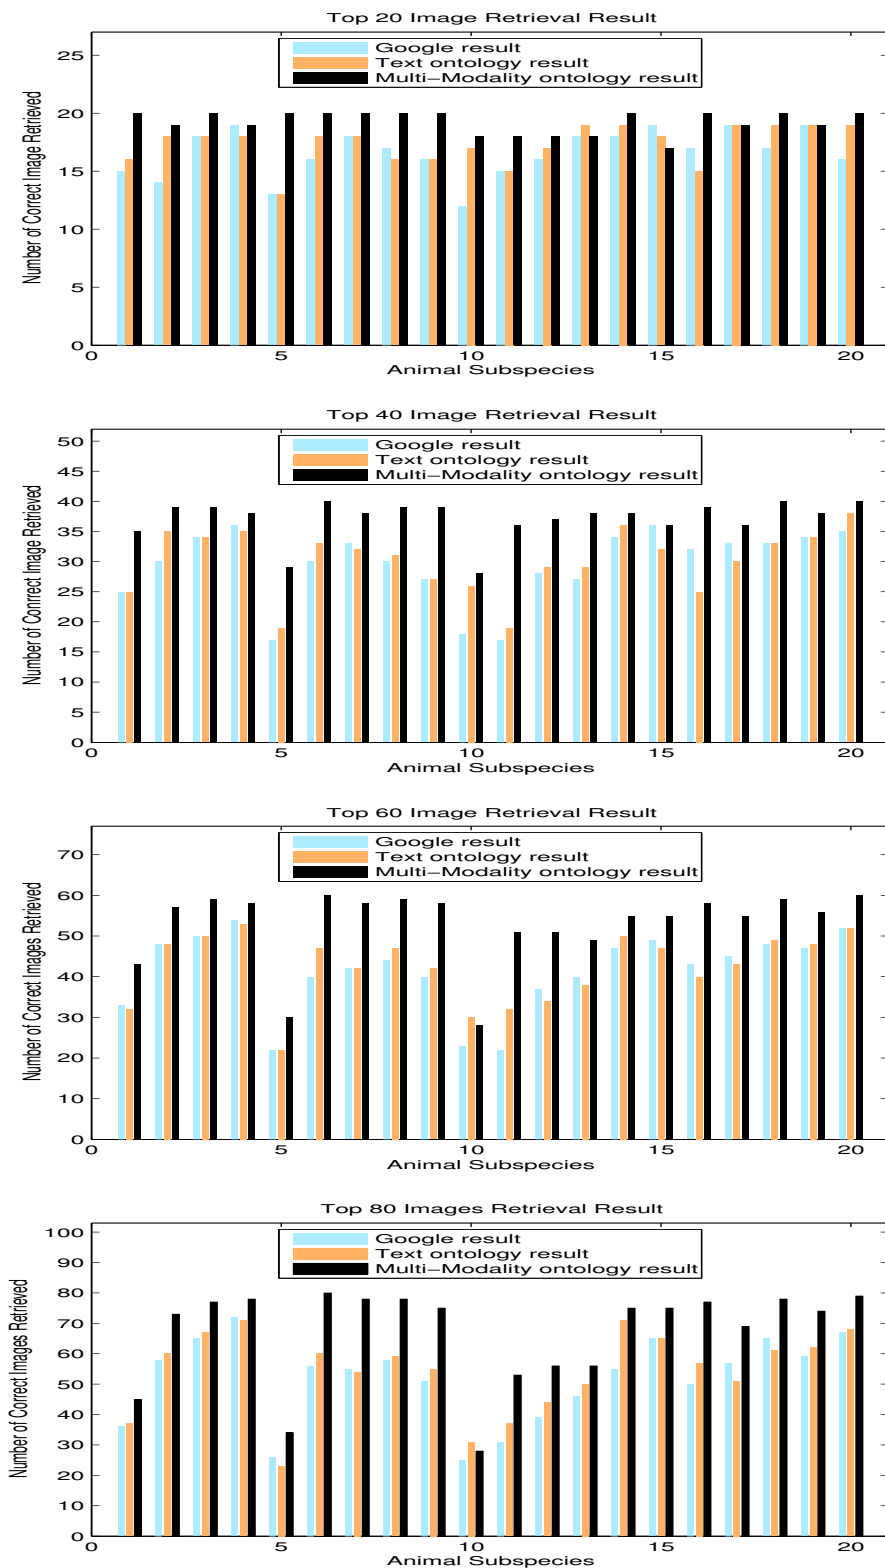 Top 20 Image Retrieval Result
Google result
Text ontology result
Multi−Modality ontology result
Number of Correct Image Retrieved
25
20
15
10
5
0
0 5 10 15 20
Animal Subspecies
Top 40 Image Retrieval Result
Google result
Text ontology result
Multi−Modality ontology result
Number of Conrrect Image Retrieved
50
45
40
35
30
25
20
15
10
5
0
0 5 10 15 20
Animal Subspecies
Top 60 Image Retrieval Result
Google result
Text ontology result
Multi−Modality ontology result
Number of Correct Images Retrieved
70
60
50
40
30
20
10
0
0 5 10 15 20
Animal Subspecies
Top 80 Images Retrieval Result
Google result
Text ontology result
Multi−Modality ontology result
Number of Correct Images Retrieved
100
90
80
70
60
50
40
30
20
10
0
0 5 10 15 20
Animal Subspecies